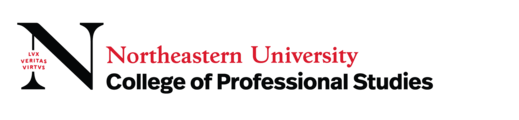 N
LVX
VERITAS
VIRTVS
Northeastern University
College of Professional Studies